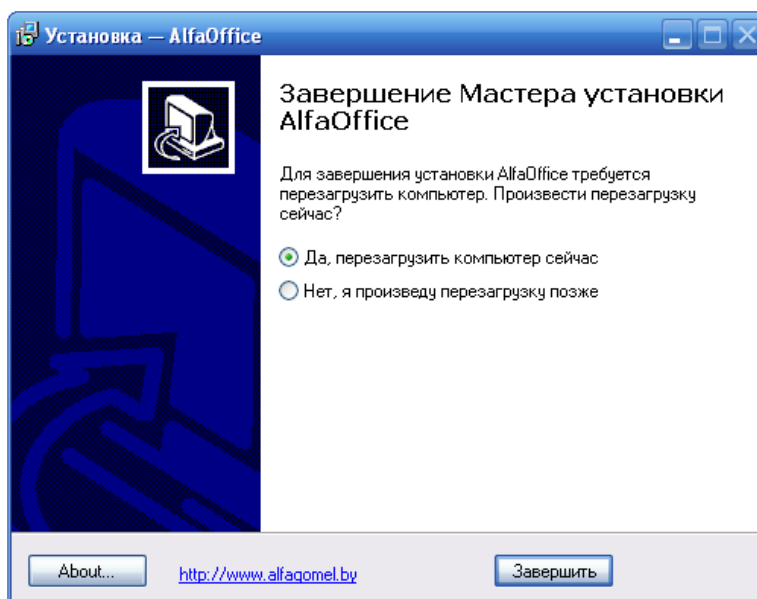 Установка — AlfaOffice
Завершение Мастера установки
AlfaOffice
Для завершения установки AlfaOffice требуется
перезагрузить компьютер. Произвести перезагрузку
сейчас?
Да, перезагрузить компьютер сейчас
Нет, я произведу перезагрузку позже
About...
http://www.alfagomel.by
Завершить